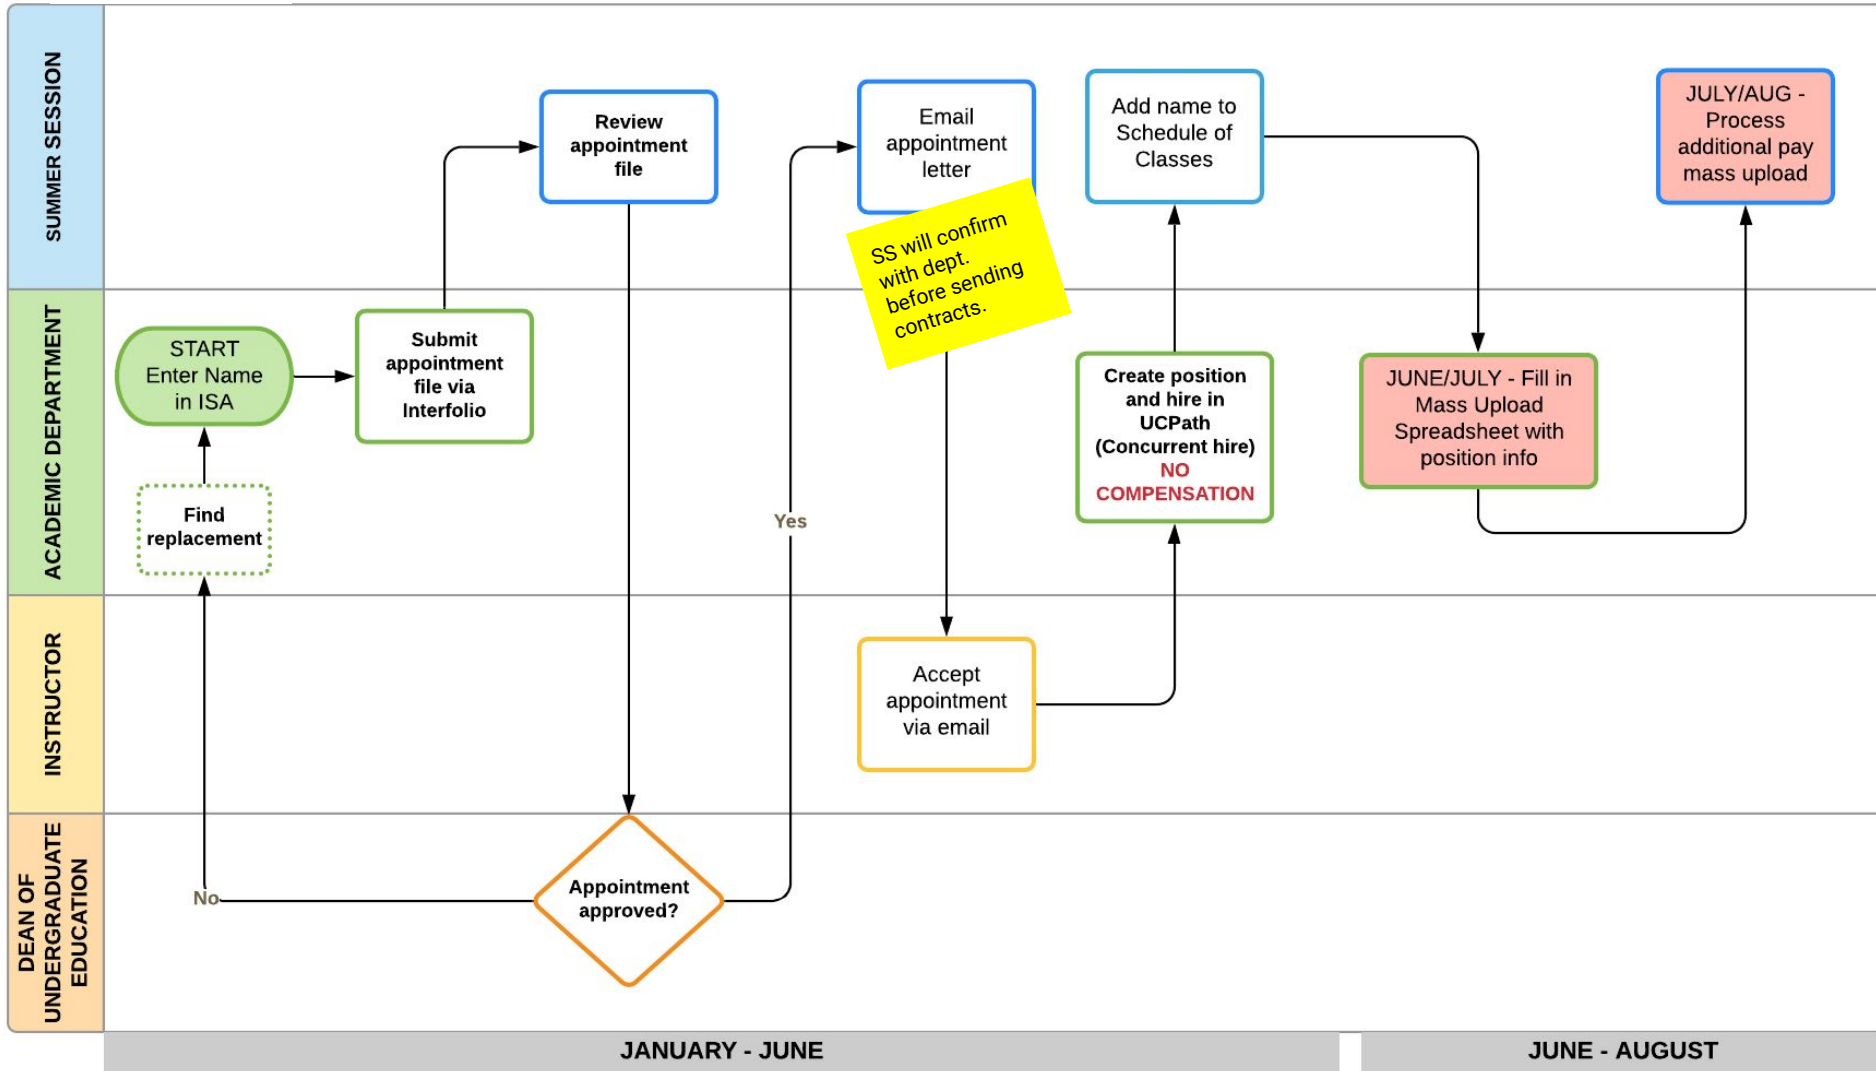 SUMMER SESSION
Review
appointment
file
Email
appointment
letter
SS will confirm
with dept.
before sending
contracts.
Add name to
Schedule of
Classes
JULY/AUG -
Process
additional pay
mass upload
ACADEMIC DEPARTMENT
START
Enter Name
in ISA
Submit
appointment
file via
Interfolio
Find
replacement
Yes
Create position
and hire in
UCPath
(Concurrent hire)
NO
COMPENSATION
JUNE/JULY - Fill in
Mass Upload
Spreadsheet with
position info
INSTRUCTOR
Accept
appointment
via email
DEAN OF
UNDERGRADUATE
EDUCATION
No
Appointment
approved?
JANUARY - JUNE
JUNE - AUGUST